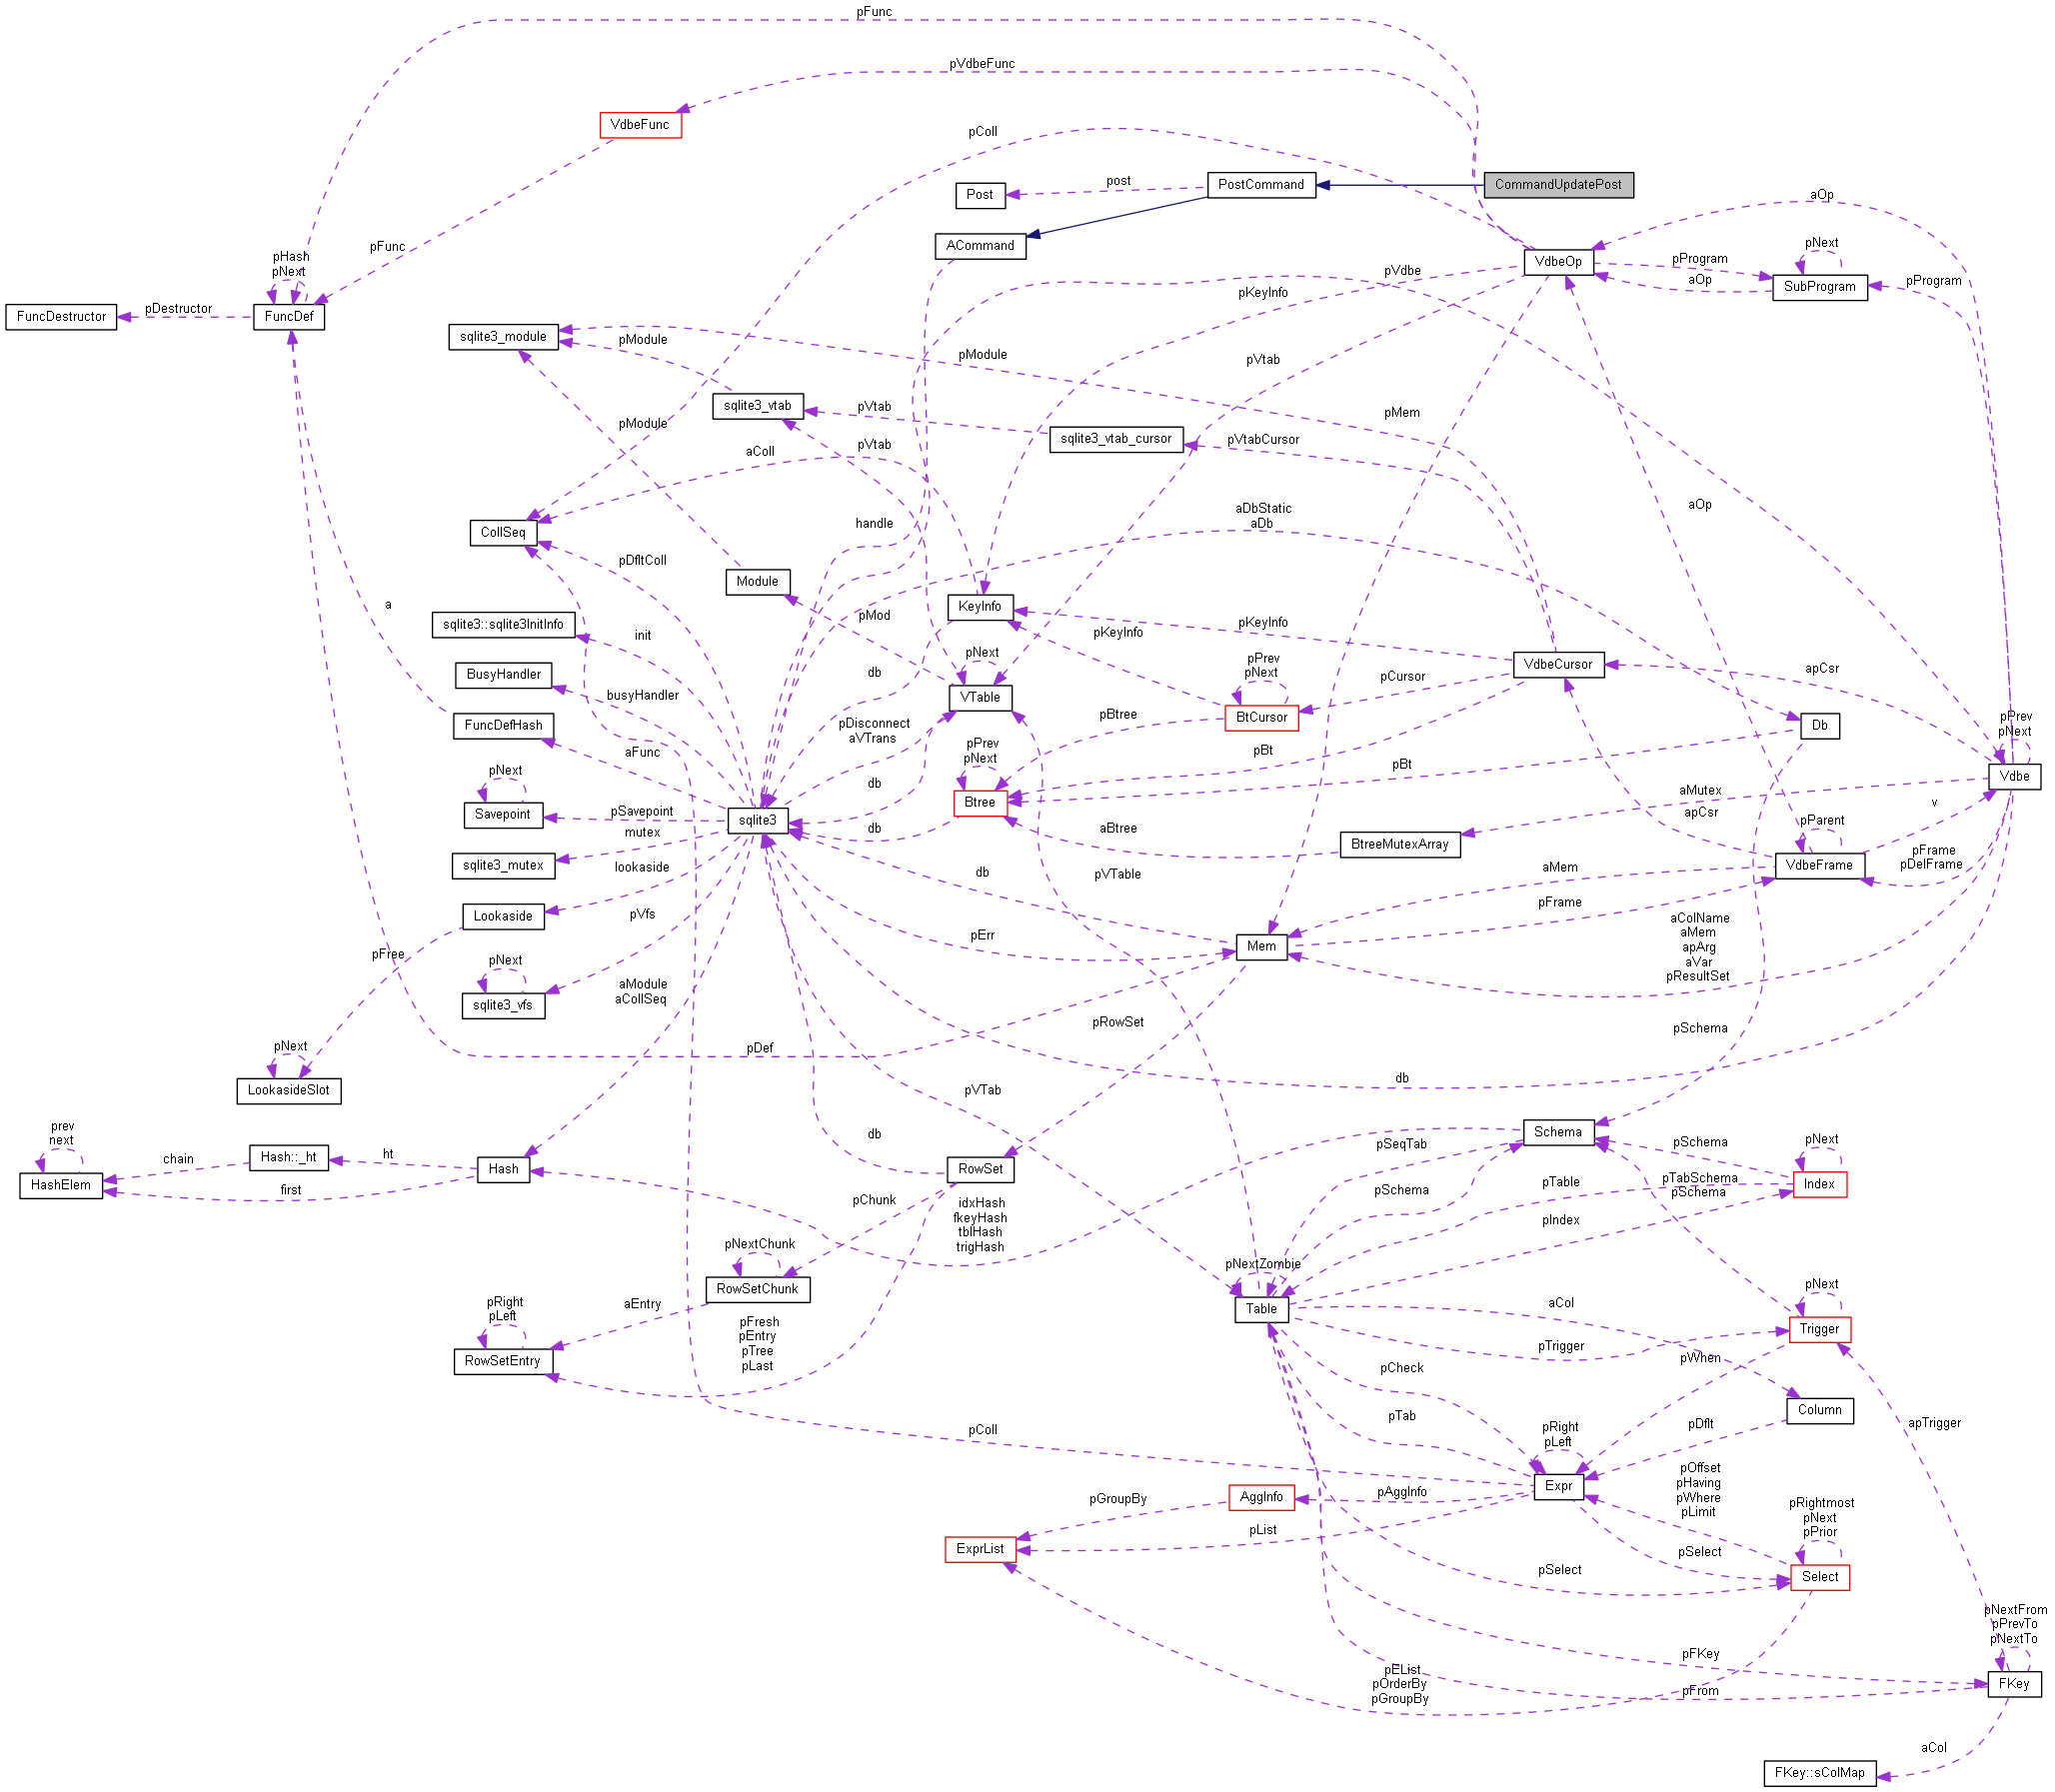 pFunc
pVdbeFunc
VdbeFunc
pColl
post
Post
PostCommand
CommandUpdatePost
aOp
pFunc
ACommand
pHash
pNext
pVdbe
VdbeOp
pProgram
pNext
aOp
SubProgram
pProgram
pKeyInfo
FuncDestructor
pDestructor
FuncDef
sqlite3_module
pModule
pModule
pVtab
sqlite3_vtab
pVtab
pMem
pModule
pVtab
aColl
sqlite3_vtab_cursor
pVtabCursor
aOp
CollSeq
handle
aDbStatic
aDb
pDfltColl
Module
a
sqlite3::sqlite3InitInfo
init
pMod
KeyInfo
pKeyInfo
pKeyInfo
pNext
db
BusyHandler
busyHandler
VTable
pPrev
pNext
pCursor
VdbeCursor
apCsr
FuncDefHash
aFunc
pDisconnect
aVTrans
pBtree
BtCursor
Db
pPrev
pNext
pPrev
pNext
pBt
pBt
Vdbe
pNext
Savepoint
pSavepoint
sqlite3
db
Btree
aMutex
apCsr
v
mutex
db
aBtree
BtreeMutexArray
pParent
pFrame
pDelFrame
sqlite3_mutex
lookaside
db
pVTable
aMem
VdbeFrame
Lookaside
pVfs
pErr
pFrame
Mem
aColName
aMem
apArg
aVar
pResultSet
pFree
pNext
sqlite3_vfs
aModule
aCollSeq
pRowSet
pSchema
pDef
pNext
LookasideSlot
pVTab
db
prev
next
chain
Hash::_ht
ht
db
Schema
pSeqTab
pSchema
pNext
HashElem
first
Hash
RowSet
pTable
pTabSchema
pSchema
Index
pChunk
idxHash
fkeyHash
tblHash
trigHash
pSchema
pIndex
pNextChunk
RowSetChunk
pNextZombie
Table
pNext
aEntry
pRight
pLeft
RowSetEntry
pFresh
pEntry
pTree
pLast
aCol
pTrigger
Trigger
pWhen
pCheck
pTab
Column
pDflt
apTrigger
pColl
pRight
pLeft
Expr
pOffset
pHaving
pWhere
pLimit
pGroupBy
AggInfo
pAggInfo
pRightmost
pNext
pPrior
ExprList
pList
pSelect
pSelect
Select
pNextFrom
pPrevTo
pNextTo
pFKey
pEList
pOrderBy
pGroupBy
pFrom
FKey
aCol
FKey::sColMap